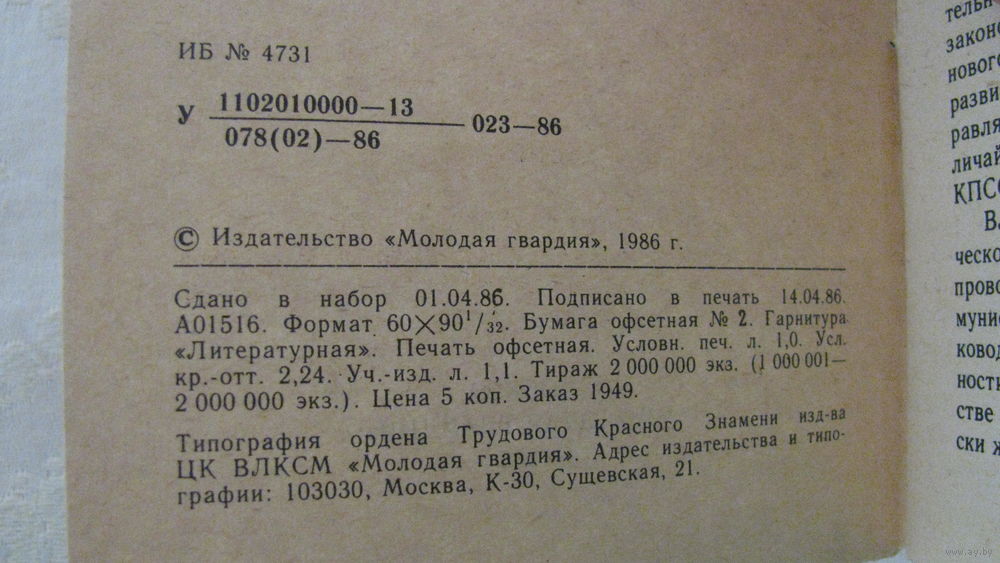 ИБ № 4731
У 1102010000—13
078(02)—86
023—86
© Издательство «Молодая гвардия», 1986 г.
Сдано в набор 01.04.86. Подписано в печать 14.04.86.
А01516. Формат 60×90¹/₃₂. Бумага офсетная № 2. Гарнитура
«Литературная». Печать офсетная. Условн. печ. л. 1,0. Усл.
кр.-отт. 2,24. Уч.-изд. л. 1,1. Тираж 2 000 000 экз. (1 000 001—
2 000 000 экз.). Цена 5 коп. Заказ 1949.
Типография ордена Трудового Красного Знамени изд-ва
ЦК ВЛКСМ «Молодая гвардия». Адрес издательства и типо-
графии: 103030, Москва, К-30, Сущевская, 21.
законо
нового
разви
равля
личай
КПСС
ческо
прово
муни
ковод
ности
стве
ски
www.ay.by